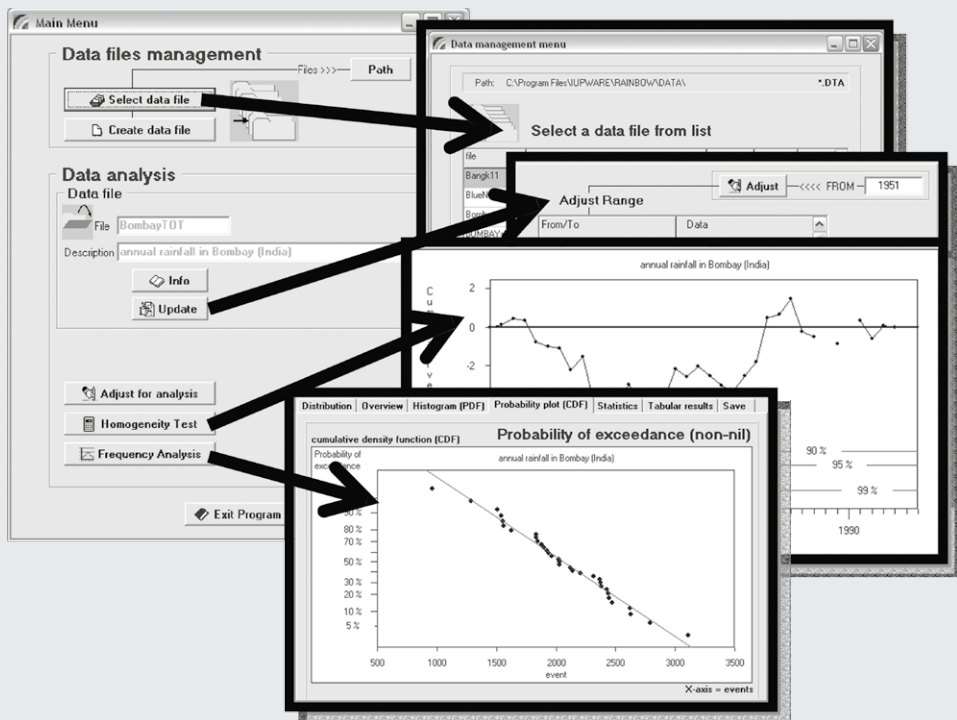 Main Menu
Data files management
Files >>>
Path
Select data file
Create data file
Data analysis
Data file
File
BombayTOT
Description
annual rainfall in Bombay (India)
Info
Update
Adjust for analysis
Homogeneity Test
Frequency Analysis
Exit Program
Data management menu
Path: C:\Program Files\IUPWARE\RAINBOW\DATA\
*.DTA
Select a data file from list
file
Bangk11
Adjust
<<<< FROM
1951
Adjust Range
From/To
Data
annual rainfall in Bombay (India)
2
0
-2
90 %
95 %
99 %
1990
Distribution
Overview
Histogram (PDF)
Probability plot (CDF)
Statistics
Tabular results
Save
cumulative density function (CDF)
Probability of exceedance (non-nil)
Probability of
exceedance
annual rainfall in Bombay (India)
80 %
70 %
50 %
30 %
20 %
10 %
5 %
500
1000
1500
2000
2500
3000
3500
event
X-axis = events